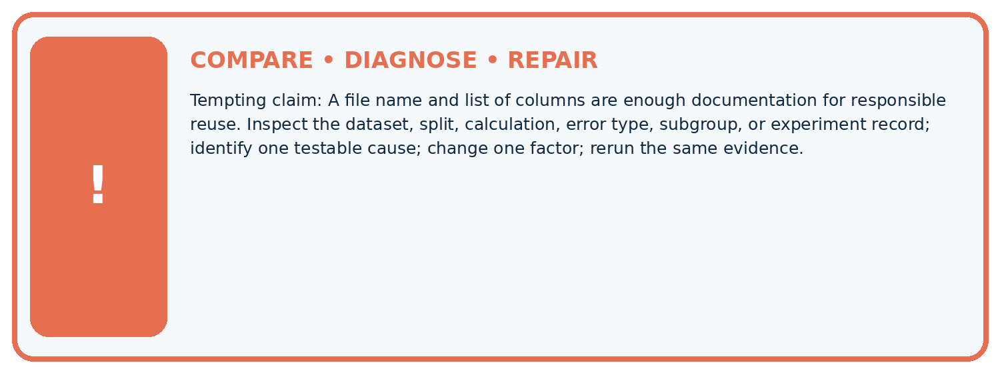 !
COMPARE • DIAGNOSE • REPAIR
Tempting claim: A file name and list of columns are enough documentation for responsible
reuse. Inspect the dataset, split, calculation, error type, subgroup, or experiment record;
identify one testable cause; change one factor; rerun the same evidence.